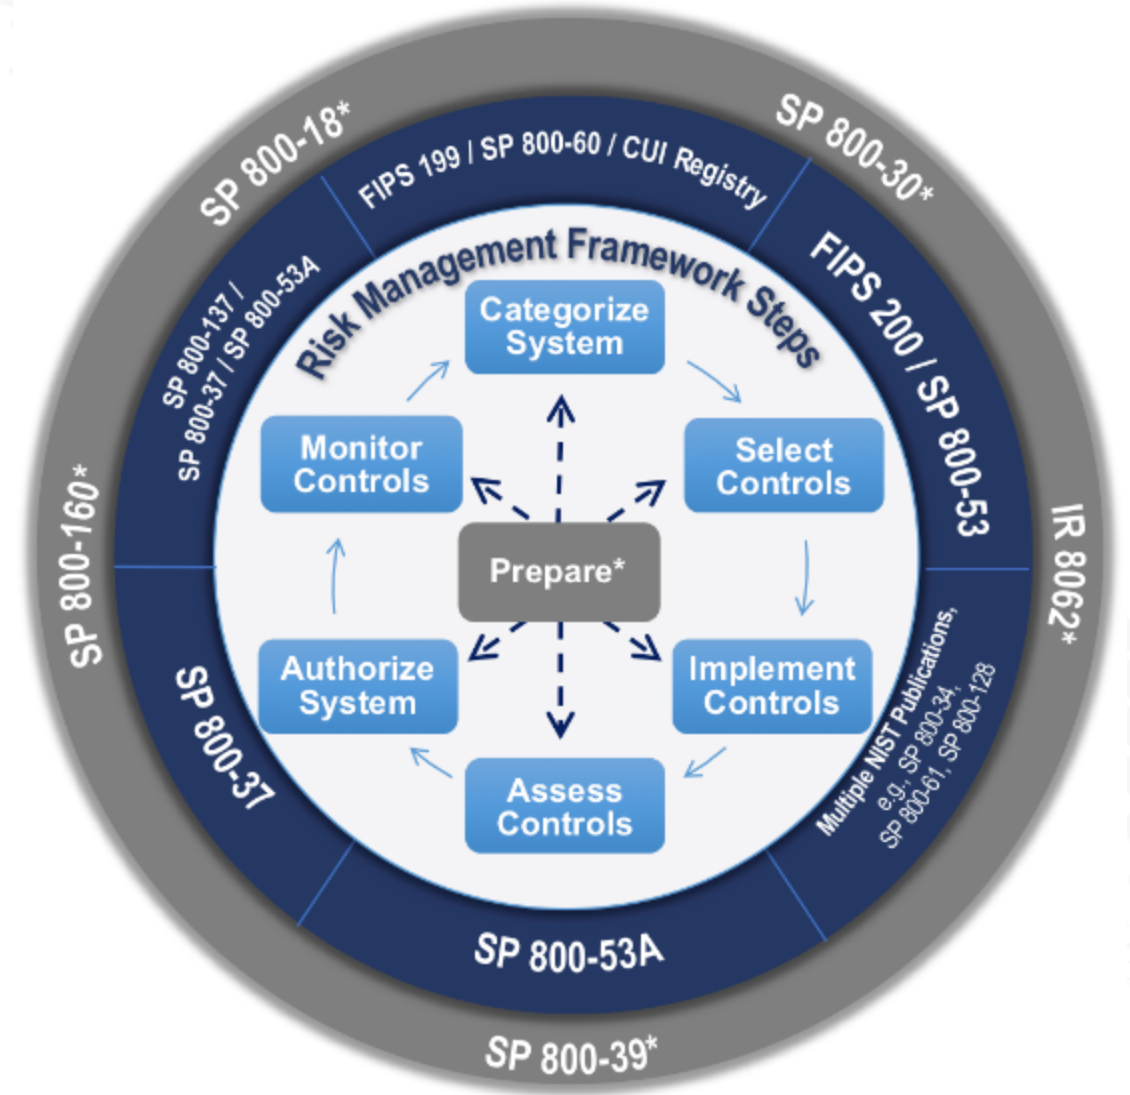 SP 800-18*
SP 800-30*
IR 8062*
SP 800-39*
SP 800-160*
FIPS 199 / SP 800-60 / CUI Registry
FIPS 200 / SP 800-53
Multiple NIST Publications,
e.g., SP 800-34,
SP 800-61, SP 800-128
SP 800-53A
SP 800-37
SP 800-137 /
SP 800-37 / SP 800-53A
Risk Management Framework Steps
Categorize
System
Select
Controls
Implement
Controls
Assess
Controls
Authorize
System
Monitor
Controls
Prepare*